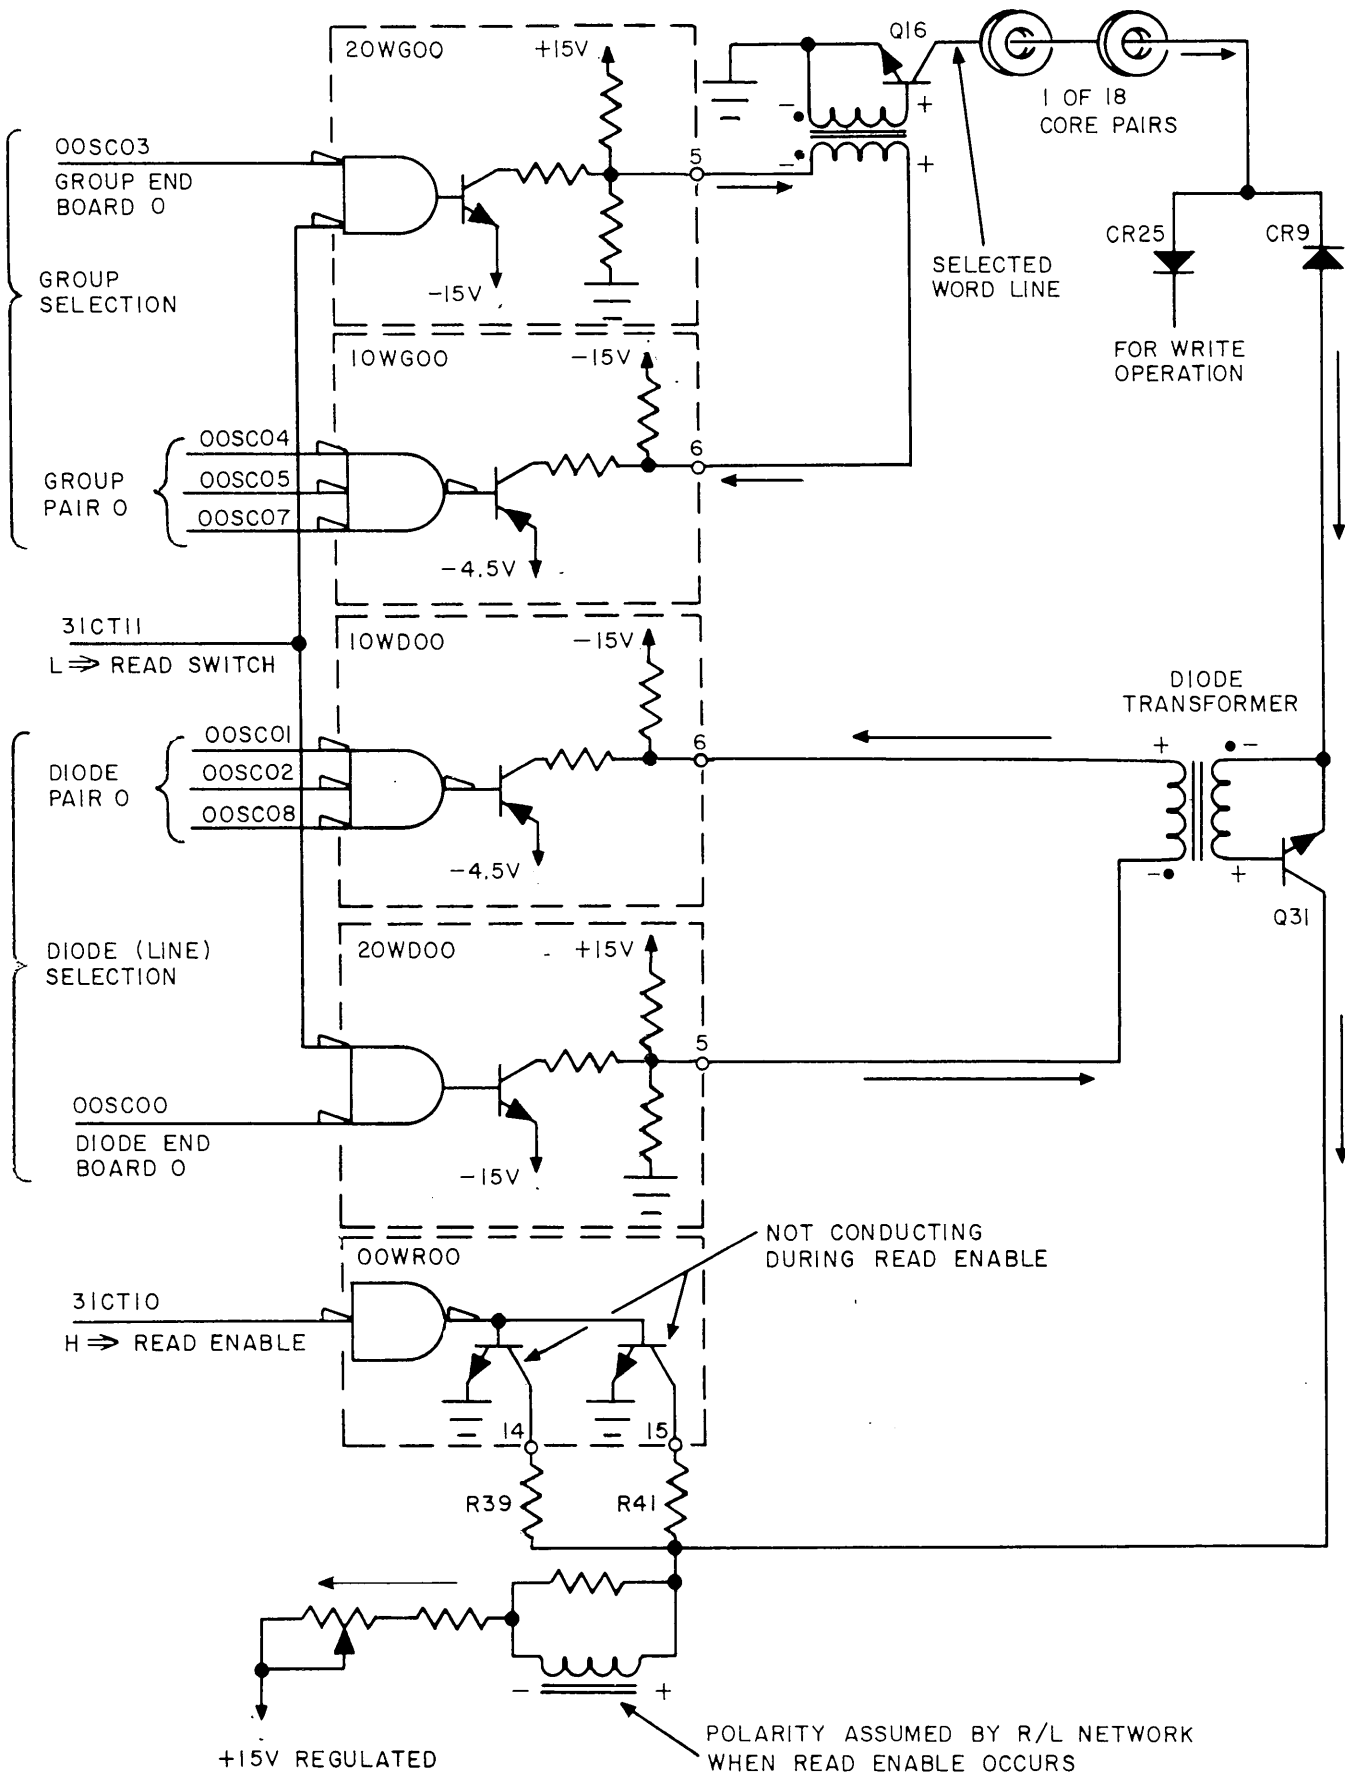 20WG00
+15V
Q16
- +
- +
1 OF 18
CORE PAIRS
00SC03
GROUP END
BOARD 0
5
GROUP
SELECTION
-15V
SELECTED
WORD LINE
CR25
CR9
FOR WRITE
OPERATION
10WG00
-15V
00SC04
00SC05
00SC07
GROUP
PAIR 0
6
-4.5V
31CT11
L⇒ READ SWITCH
10WD00
-15V
DIODE
TRANSFORMER
00SC01
00SC02
00SC08
DIODE
PAIR 0
6
+ -
- +
-4.5V
Q31
20WD00
+15V
DIODE (LINE)
SELECTION
5
00SC00
DIODE END
BOARD 0
-15V
NOT CONDUCTING
DURING READ ENABLE
00WR00
31CT10
H⇒ READ ENABLE
14
15
R39
R41
- +
POLARITY ASSUMED BY R/L NETWORK
WHEN READ ENABLE OCCURS
+15V REGULATED